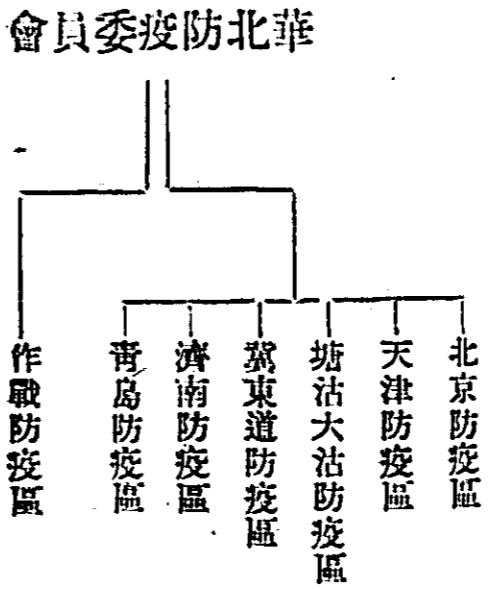 華北防疫委員會
北京防疫區
天津防疫區
塘沽大沽防疫區
冀東道防疫區
濟南防疫區
靑島防疫區
作戰防疫區